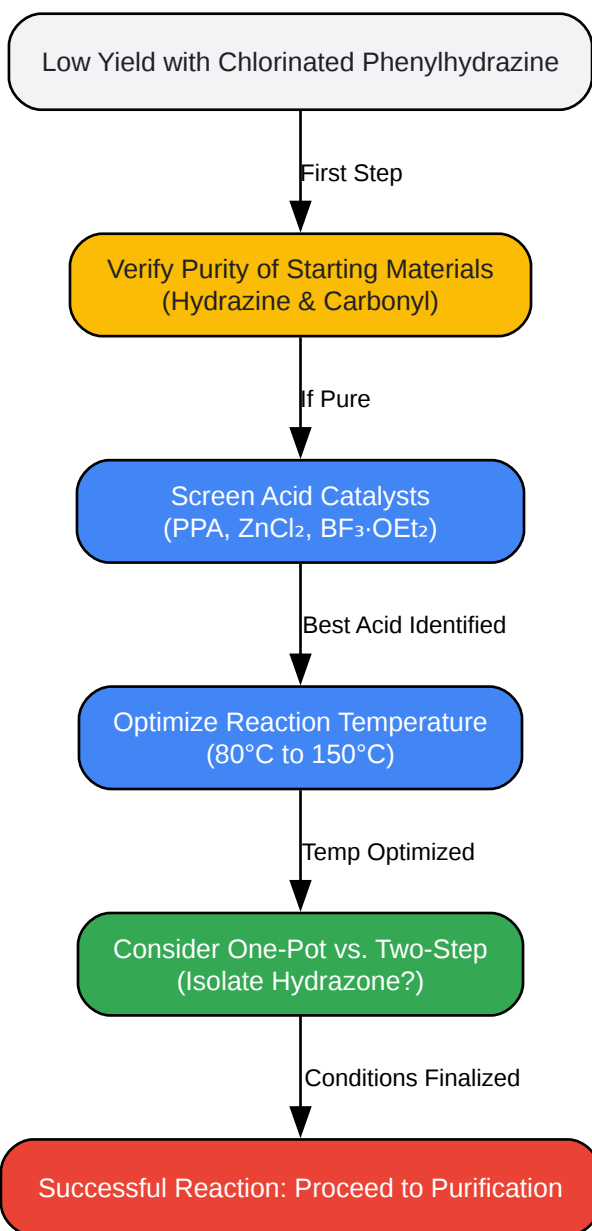 Low Yield with Chlorinated Phenylhydrazine
First Step
Verify Purity of Starting Materials
(Hydrazine & Carbonyl)
If Pure
Screen Acid Catalysts
(PPA, ZnCl₂, BF₃·OEt₂)
Best Acid Identified
Optimize Reaction Temperature
(80°C to 150°C)
Temp Optimized
Consider One-Pot vs. Two-Step
(Isolate Hydrazone?)
Conditions Finalized
Successful Reaction: Proceed to Purification